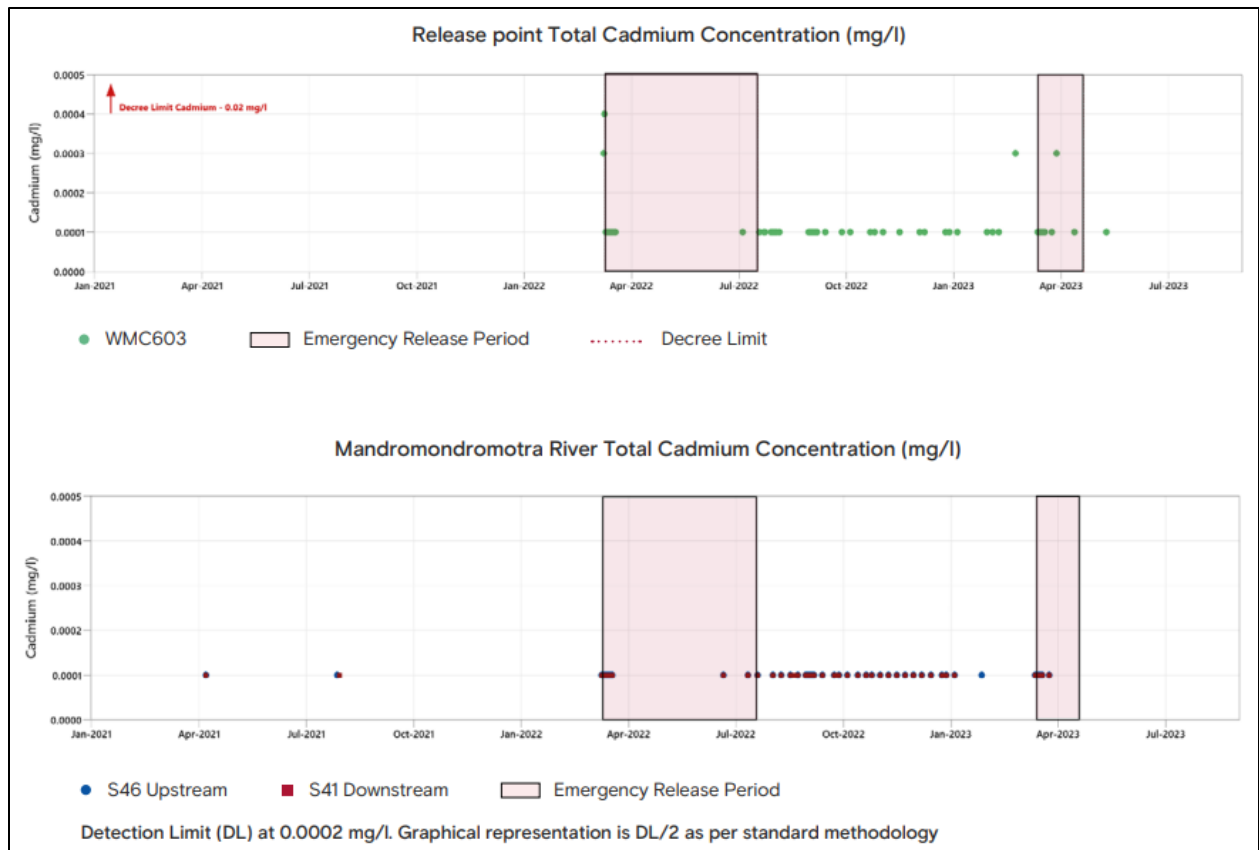 Release point Total Cadmium Concentration (mg/l)
Cadmium (mg/l)
0.0005
0.0004
0.0003
0.0002
0.0001
0.0000
Decree Limit Cadmium - 0.02 mg/l
Jan-2021 Apr-2021 Jul-2021 Oct-2021 Jan-2022 Apr-2022 Jul-2022 Oct-2022 Jan-2023 Apr-2023 Jul-2023
WMC603 Emergency Release Period Decree Limit
Mandromondromotra River Total Cadmium Concentration (mg/l)
Cadmium (mg/l)
0.0005
0.0004
0.0003
0.0002
0.0001
0.0000
Jan-2021 Apr-2021 Jul-2021 Oct-2021 Jan-2022 Apr-2022 Jul-2022 Oct-2022 Jan-2023 Apr-2023 Jul-2023
S46 Upstream S41 Downstream Emergency Release Period
Detection Limit (DL) at 0.0002 mg/l. Graphical representation is DL/2 as per standard methodology